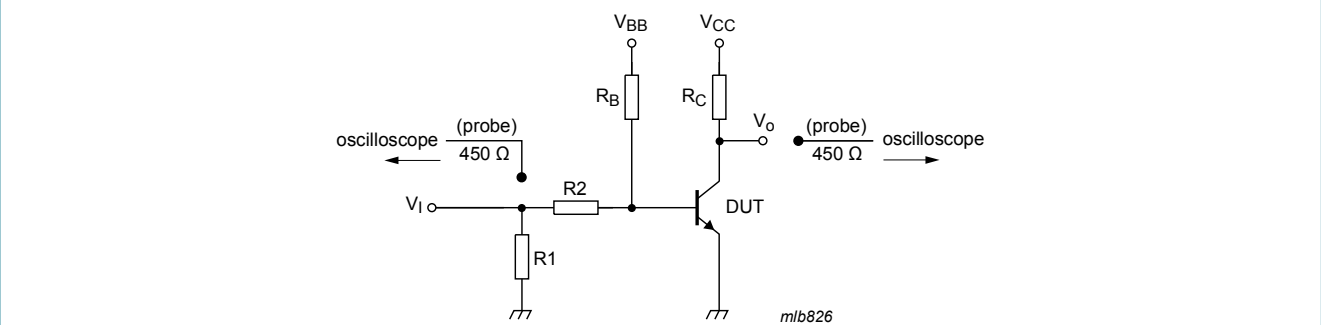 VBB VCC
RB RC
Vo
oscilloscope (probe) 450 Ω
(probe) 450 Ω oscilloscope
R2
VI
DUT
R1
mlb826